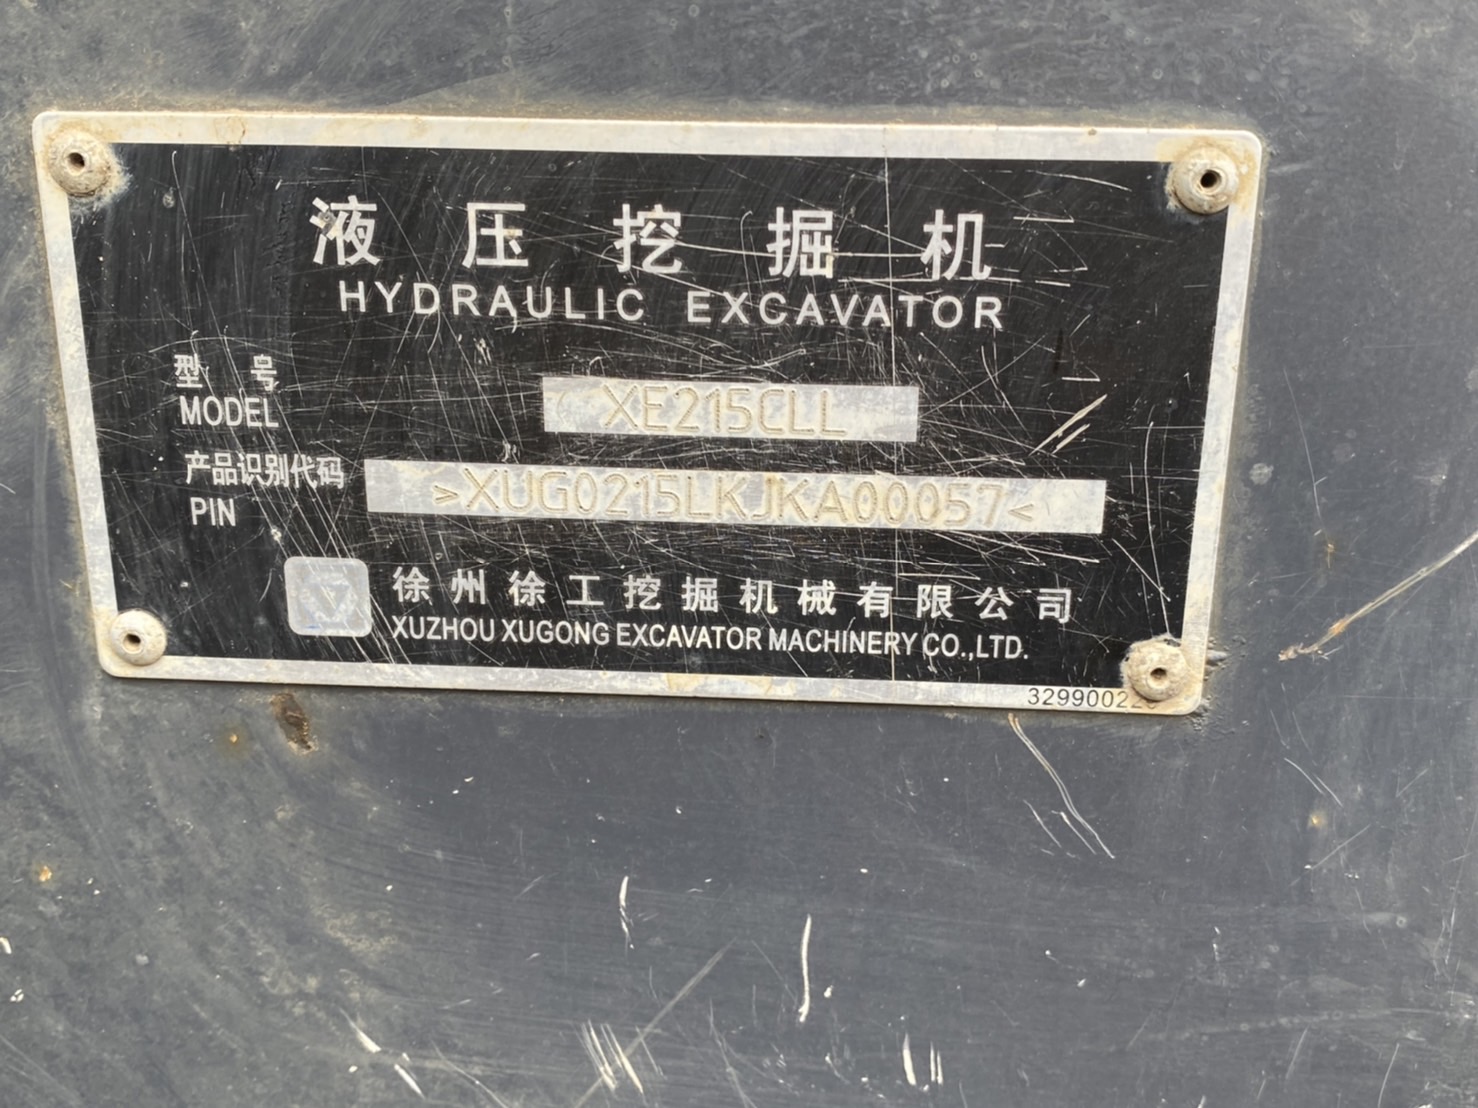 液压挖掘机
HYDRAULIC EXCAVATOR
型号
MODEL
XE215CLL
产品识别代码
PIN
>XUG0215LKJKA00057<
徐州徐工挖掘机械有限公司
XUZHOU XUGONG EXCAVATOR MACHINERY CO.,LTD.